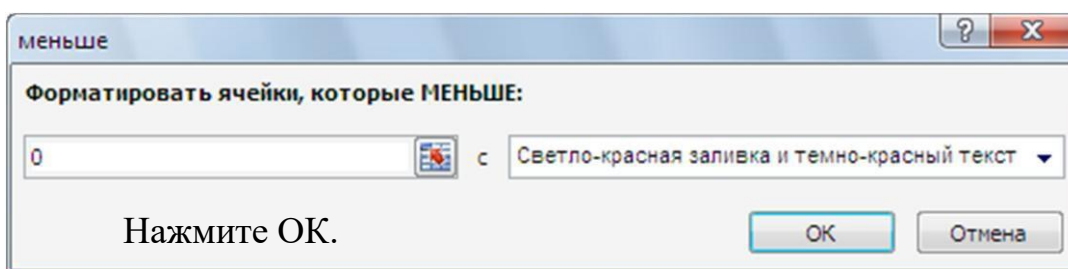 меньше
Форматировать ячейки, которые МЕНЬШЕ:
0 с Светло-красная заливка и темно-красный текст
Нажмите ОК. ОК Отмена